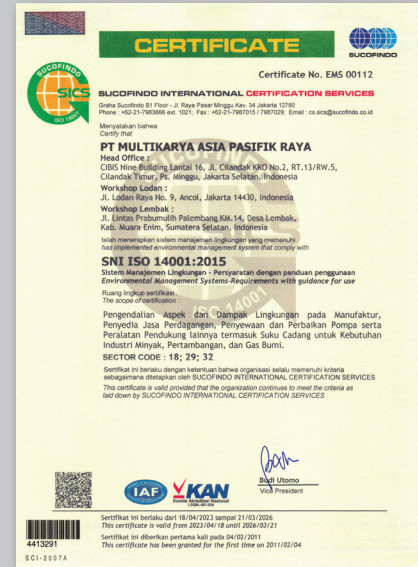 CERTIFICATE
SUCOFINDO
Certificate No. EMS 00112
SUCOFINDO
SICS
ISO 14001
SUCOFINDO INTERNATIONAL CERTIFICATION SERVICES
Graha Sucofindo B1 Floor - Jl. Raya Pasar Minggu Kav. 34 Jakarta 12780
Phone : +62-21-7983666 ext. 1021; Fax : +62-21-7987015 / 7987029; Email : cs.sics@sucofindo.co.id
Menyatakan bahwa
Certify that
PT MULTIKARYA ASIA PASIFIK RAYA
Head Office :
CIBIS Nine Building Lantai 16, Jl. Cilandak KKO No.2, RT.13/RW.5,
Cilandak Timur, Ps. Minggu, Jakarta Selatan, Indonesia
Workshop Lodan :
Jl. Lodan Raya No. 9, Ancol, Jakarta 14430, Indonesia
Workshop Lembak :
Jl. Lintas Prabumulih Palembang KM.14, Desa Lembak,
Kab. Muara Enim, Sumatera Selatan, Indonesia
telah menerapkan sistem manajemen lingkungan yang memenuhi
has implemented environmental management system that comply with
SNI ISO 14001:2015
Sistem Manajemen Lingkungan - Persyaratan dengan panduan penggunaan
Environmental Management Systems-Requirements with guidance for use
Ruang lingkup sertifikasi :
The scope of certification :
Pengendalian Aspek dan Dampak Lingkungan pada Manufaktur,
Penyedia Jasa Perdagangan, Penyewaan dan Perbaikan Pompa serta
Peralatan Pendukung lainnya termasuk Suku Cadang untuk Kebutuhan
Industri Minyak, Pertambangan, dan Gas Bumi.
SECTOR CODE : 18; 29; 32
Sertifikat ini berlaku dengan ketentuan bahwa organisasi selalu memenuhi kriteria
sebagaimana ditetapkan oleh SUCOFINDO INTERNATIONAL CERTIFICATION SERVICES
This certificate is valid provided that the organization continues to meet the criteria as
laid down by SUCOFINDO INTERNATIONAL CERTIFICATION SERVICES
Budi Utomo
Vice President
IAF
KAN
Komite Akreditasi Nasional
Sertifikat ini berlaku dari 18/04/2023 sampai 21/03/2026
This certificate is valid from 2023/04/18 until 2026/03/21
Sertifikat ini diberikan pertama kali pada 04/02/2011
This certificate has been granted for the first time on 2011/02/04
4413291
SCI-2007A